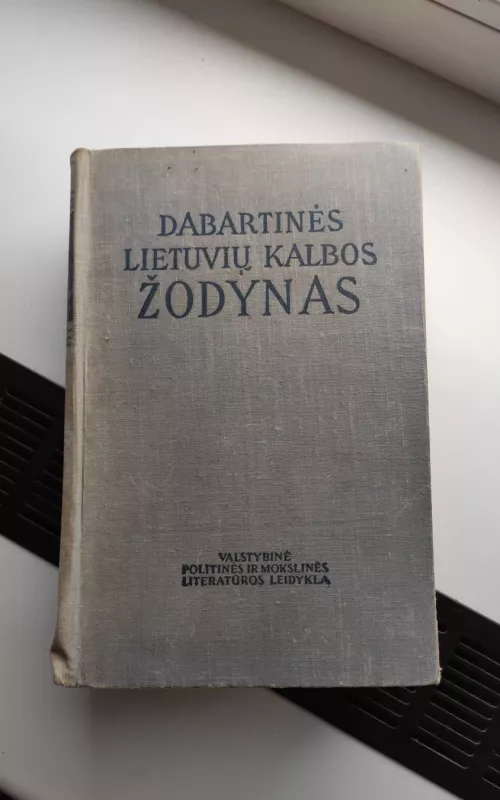 DABARTINĖS
LIETUVIŲ KALBOS
ŽODYNAS
VALSTYBINĖ
POLITINĖS IR MOKSLINĖS
LITERATŪROS LEIDYKLA